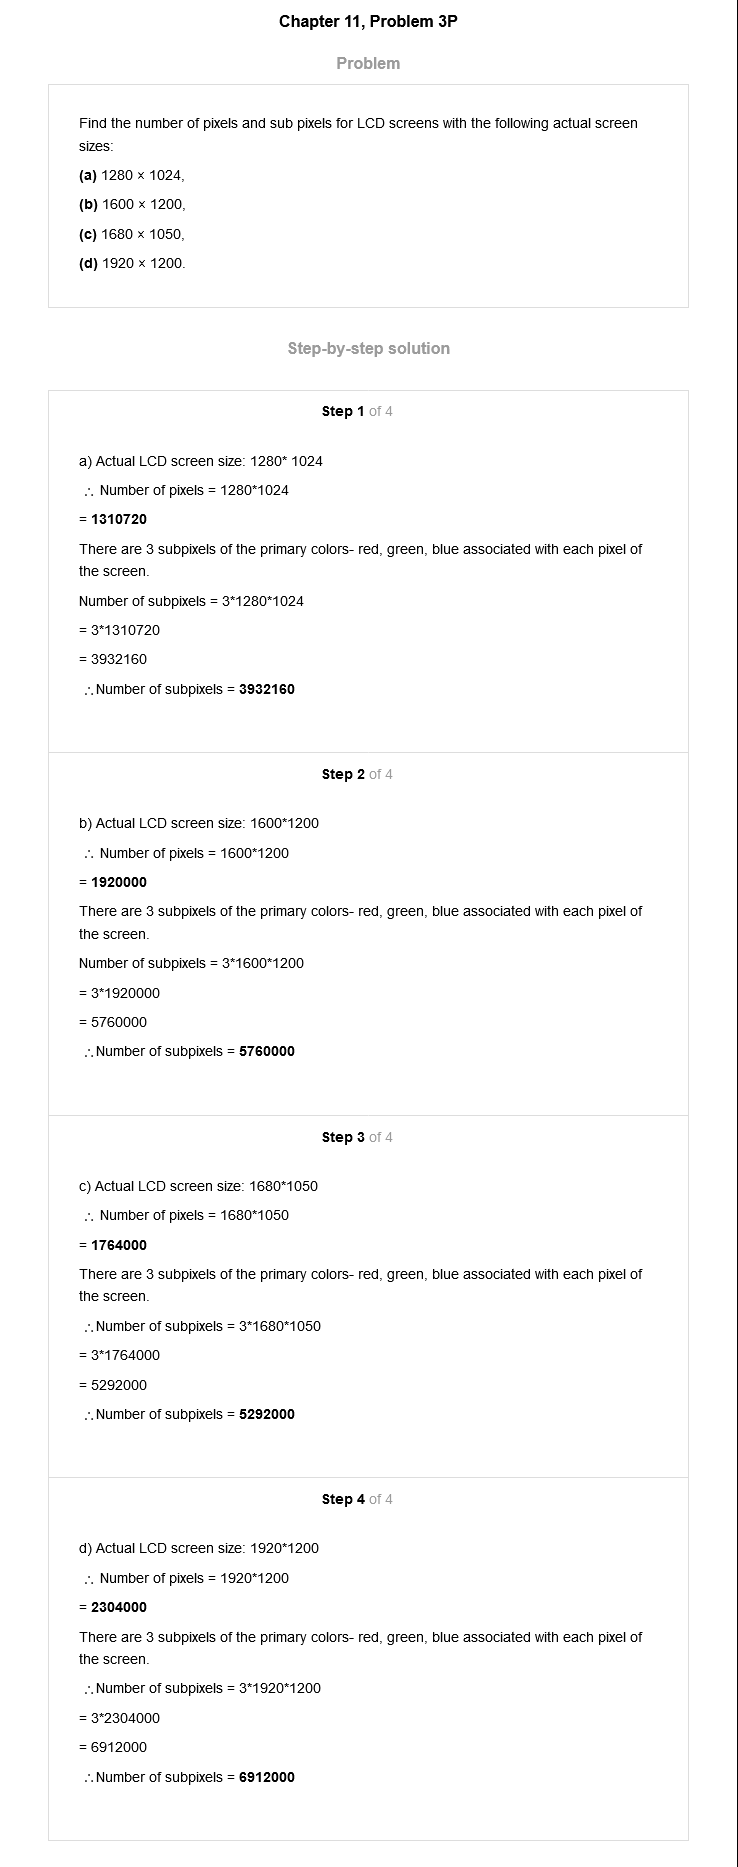 Chapter 11, Problem 3P
Problem
Find the number of pixels and sub pixels for LCD screens with the following actual screen
sizes:
(a) 1280 × 1024,
(b) 1600 × 1200,
(c) 1680 × 1050,
(d) 1920 × 1200.
Step-by-step solution
Step 1 of 4
a) Actual LCD screen size: 1280* 1024
∴ Number of pixels = 1280*1024
= 1310720
There are 3 subpixels of the primary colors- red, green, blue associated with each pixel of
the screen.
Number of subpixels = 3*1280*1024
= 3*1310720
= 3932160
∴Number of subpixels = 3932160
Step 2 of 4
b) Actual LCD screen size: 1600*1200
∴ Number of pixels = 1600*1200
= 1920000
There are 3 subpixels of the primary colors- red, green, blue associated with each pixel of
the screen.
Number of subpixels = 3*1600*1200
= 3*1920000
= 5760000
∴Number of subpixels = 5760000
Step 3 of 4
c) Actual LCD screen size: 1680*1050
∴ Number of pixels = 1680*1050
= 1764000
There are 3 subpixels of the primary colors- red, green, blue associated with each pixel of
the screen.
∴Number of subpixels = 3*1680*1050
= 3*1764000
= 5292000
∴Number of subpixels = 5292000
Step 4 of 4
d) Actual LCD screen size: 1920*1200
∴ Number of pixels = 1920*1200
= 2304000
There are 3 subpixels of the primary colors- red, green, blue associated with each pixel of
the screen.
∴Number of subpixels = 3*1920*1200
= 3*2304000
= 6912000
∴Number of subpixels = 6912000